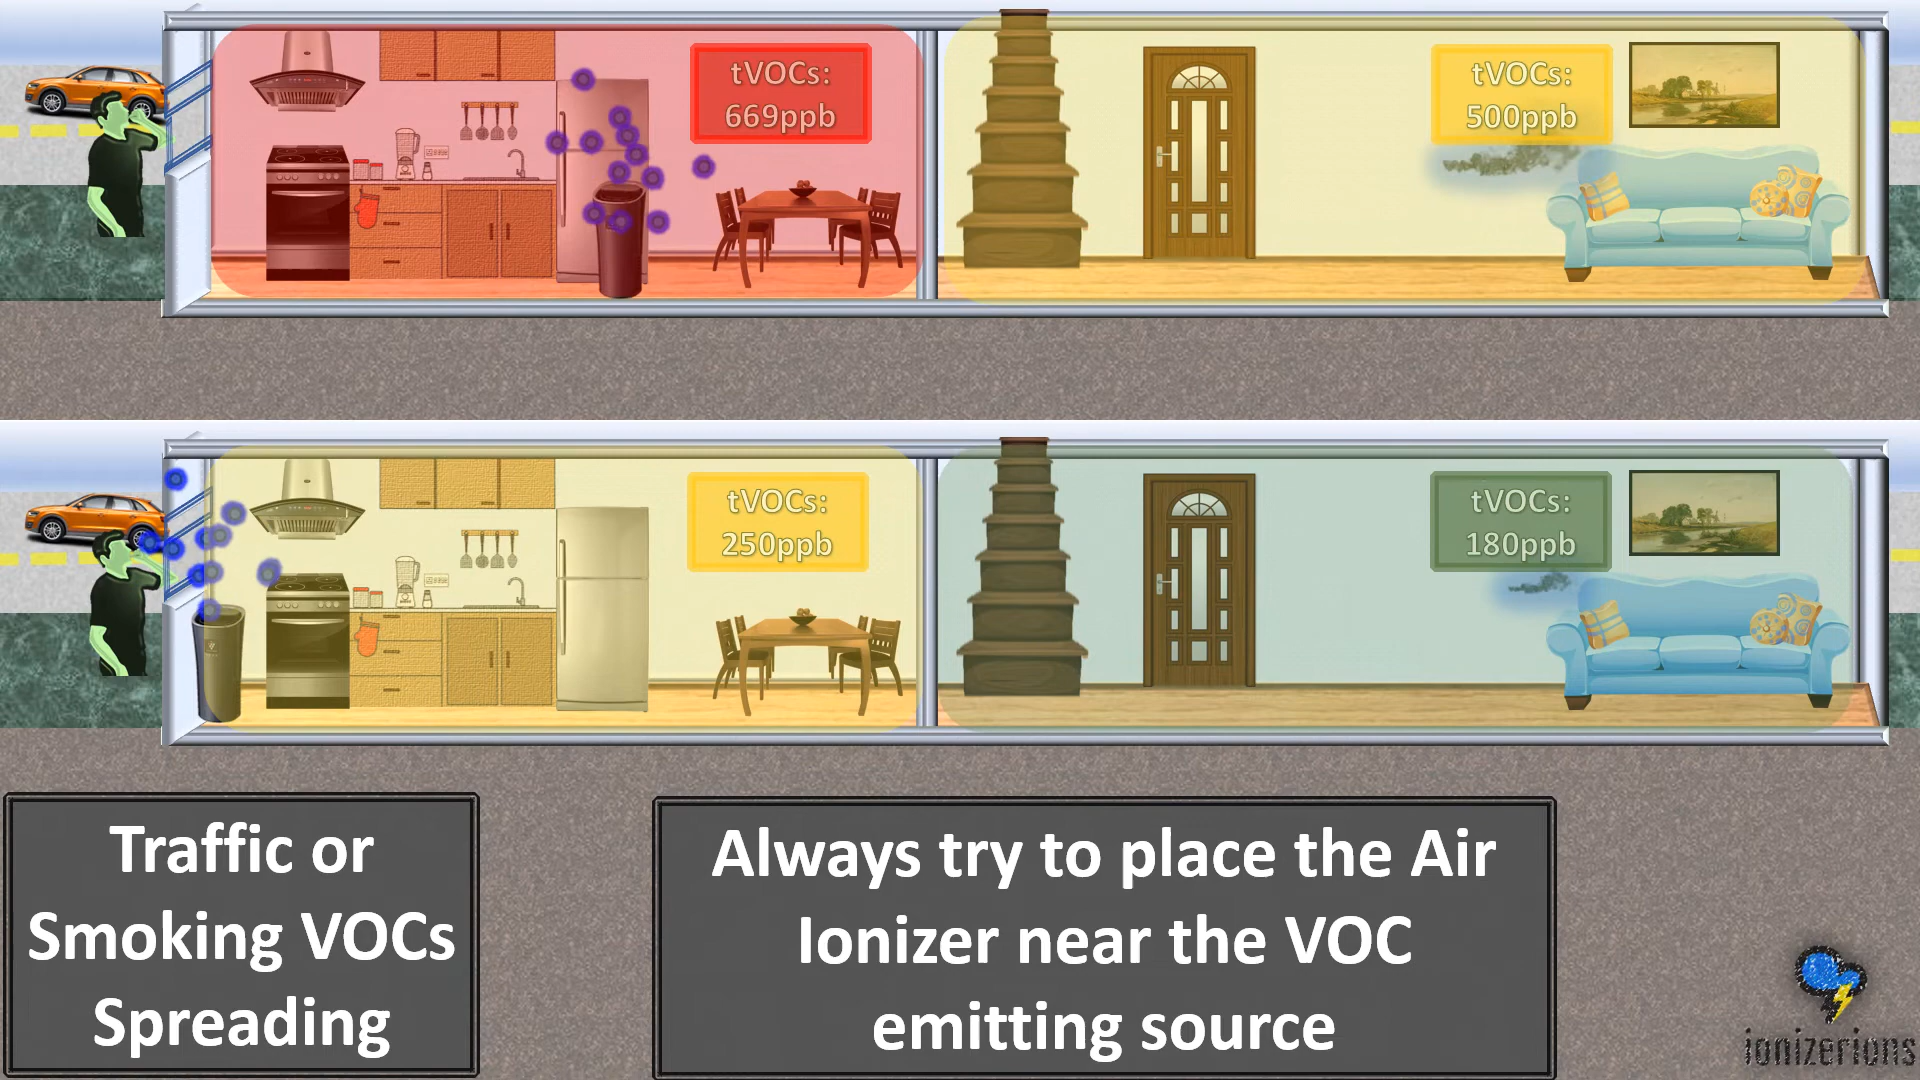 tVOCs:
669ppb
tVOCs:
500ppb
tVOCs:
250ppb
tVOCs:
180ppb
Traffic or
Smoking VOCs
Spreading
Always try to place the Air
Ionizer near the VOC
emitting source
ionizerions